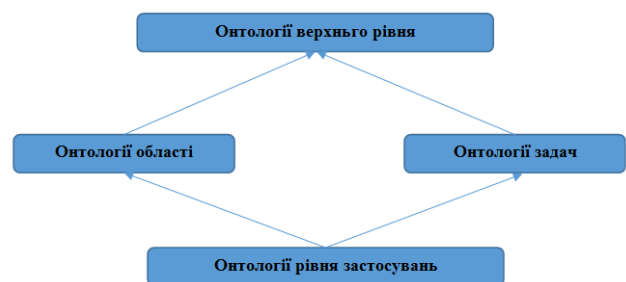 Онтології верхнього рівня
Онтології області
Онтології задач
Онтології рівня застосувань